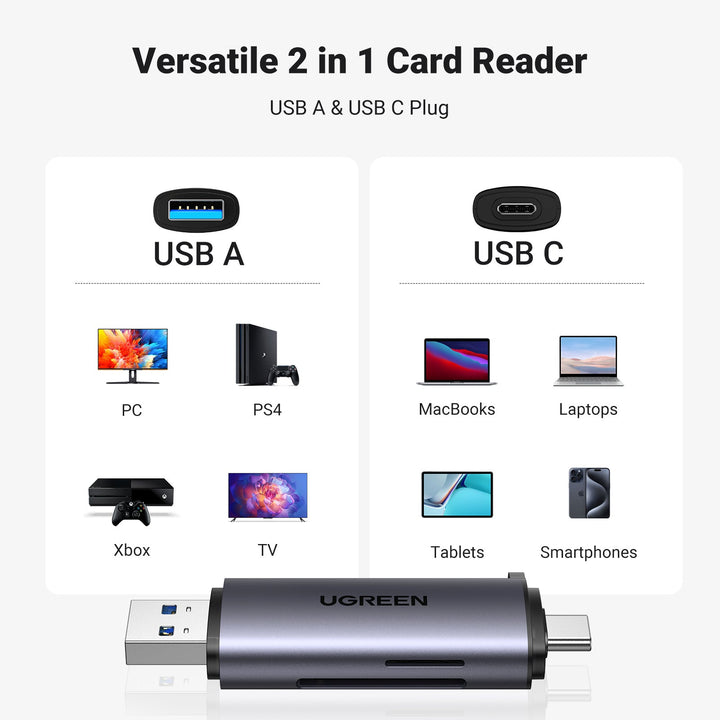 Versatile 2 in 1 Card Reader
USB A & USB C Plug
USB A
PC
PS4
Xbox
TV
USB C
MacBooks
Laptops
Tablets
Smartphones
UGREEN